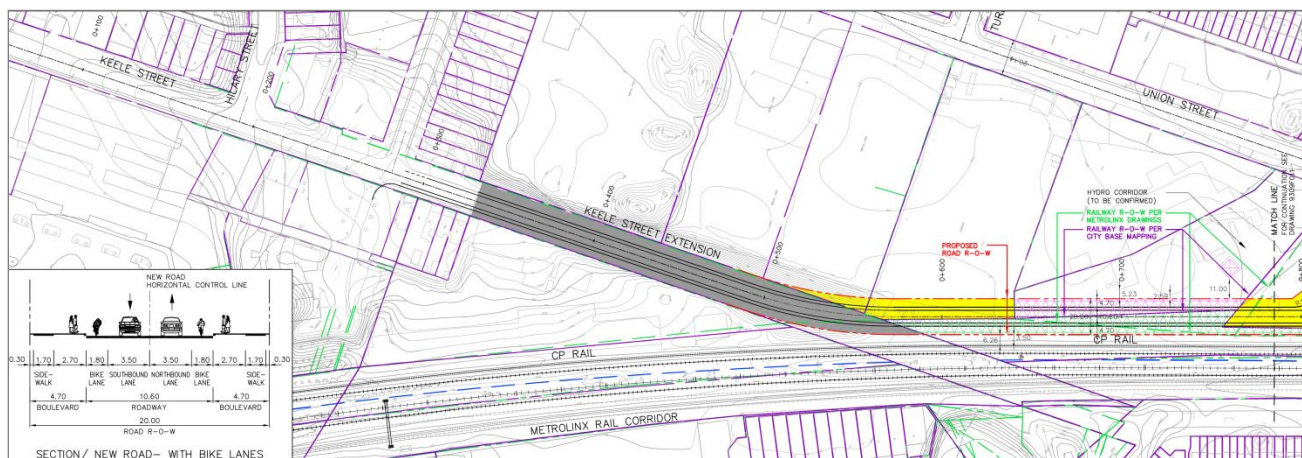 0+100
KEELE STREET
HILARY STREET
0+200
0+300
0+400
KEELE STREET EXTENSION
0+500
UNION STREET
HYDRO CORRIDOR
(TO BE CONFIRMED)
RAILWAY R-O-W PER
METROLINX DRAWINGS
RAILWAY R-O-W PER
CITY BASE MAPPING
MATCH LINE
FOR CONTINUATION SEE
PROPOSED
ROAD R-O-W
0+600
0+700
0+800
5.23
11.00
4.70
6.26
3.50
CP RAIL
CP RAIL
METROLINX RAIL CORRIDOR
NEW ROAD
HORIZONTAL CONTROL LINE
0.30 1.70 2.70 1.80 3.50 3.50 1.80 2.70 1.70 0.30
SIDE-WALK BIKE LANE SOUTHBOUND LANE NORTHBOUND LANE BIKE LANE SIDE-WALK
4.70 10.60 4.70
BOULEVARD ROADWAY BOULEVARD
20.00
ROAD R-O-W
SECTION/ NEW ROAD- WITH BIKE LANES